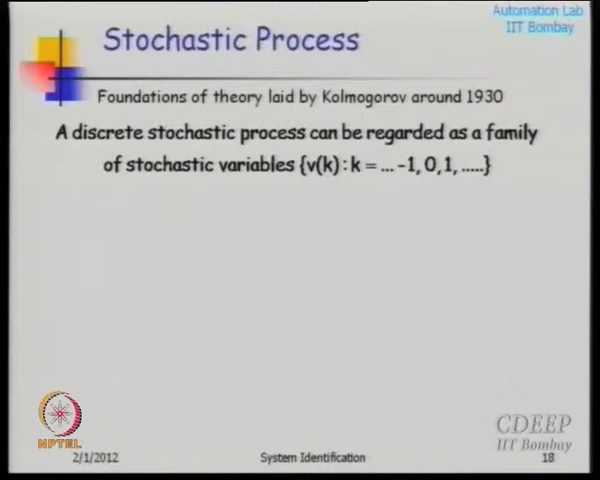 Automation Lab
IIT Bombay
Stochastic Process
Foundations of theory laid by Kolmogorov around 1930
A discrete stochastic process can be regarded as a family
of stochastic variables {v(k) : k = ... -1, 0, 1, .....}
NPTEL
CDEEP
IIT Bombay
2/1/2012
System Identification
18